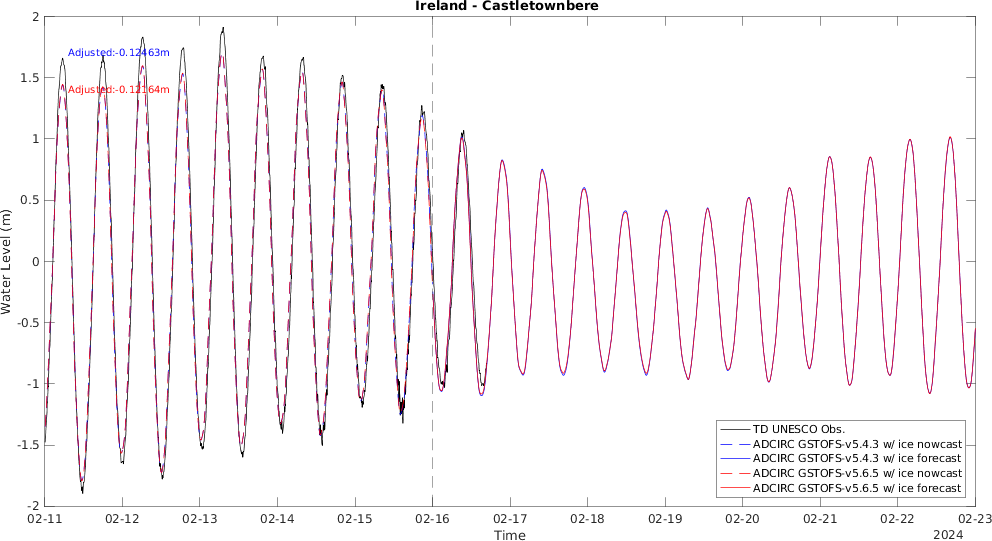 Ireland - Castletownbere
Water Level (m)
2
1.5
1
0.5
0
-0.5
-1
-1.5
-2
Adjusted:-0.12463m
Adjusted:-0.12164m
TD UNESCO Obs.
ADCIRC GSTOFS-v5.4.3 w/ ice nowcast
ADCIRC GSTOFS-v5.4.3 w/ ice forecast
ADCIRC GSTOFS-v5.6.5 w/ ice nowcast
ADCIRC GSTOFS-v5.6.5 w/ ice forecast
02-11 02-12 02-13 02-14 02-15 02-16 02-17 02-18 02-19 02-20 02-21 02-22 02-23
Time
2024